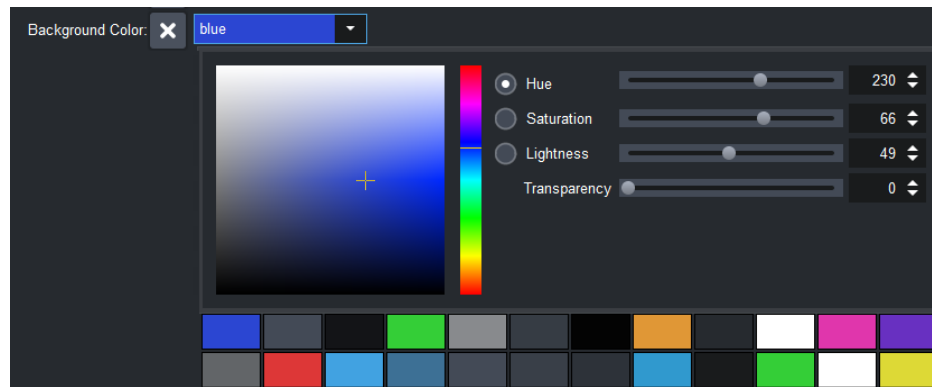 Background Color: blue
Hue 230
Saturation 66
Lightness 49
Transparency 0